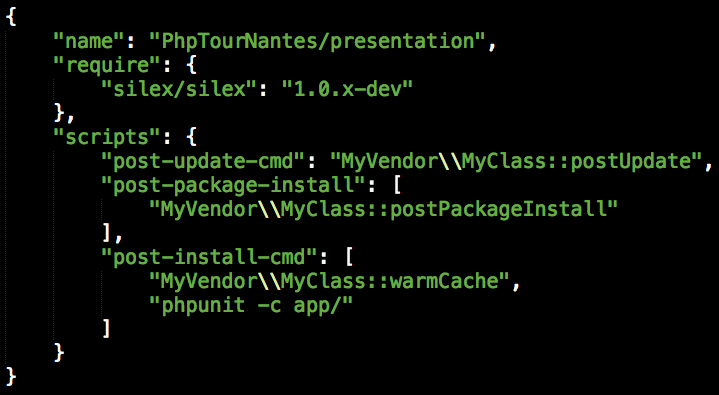 {
    "name": "PhpTourNantes/presentation",
    "require": {
        "silex/silex": "1.0.x-dev"
    },
    "scripts": {
        "post-update-cmd": "MyVendor\\MyClass::postUpdate",
        "post-package-install": [
            "MyVendor\\MyClass::postPackageInstall"
        ],
        "post-install-cmd": [
            "MyVendor\\MyClass::warmCache",
            "phpunit -c app/"
        ]
    }
}